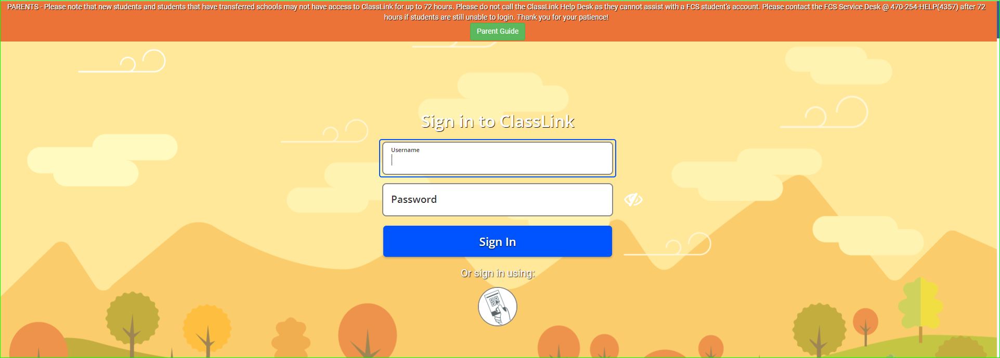 PARENTS - Please note that new students and students that have transferred schools may not have access to ClassLink for up to 72 hours. Please do not call the ClassLink Help Desk as they cannot assist with a FCS student's account. Please contact the FCS Service Desk @ 470-254-HELP(4357) after 72
hours if students are still unable to login. Thank you for your patience!
Parent Guide
Sign in to ClassLink
Username
Password
Sign In
Or sign in using: